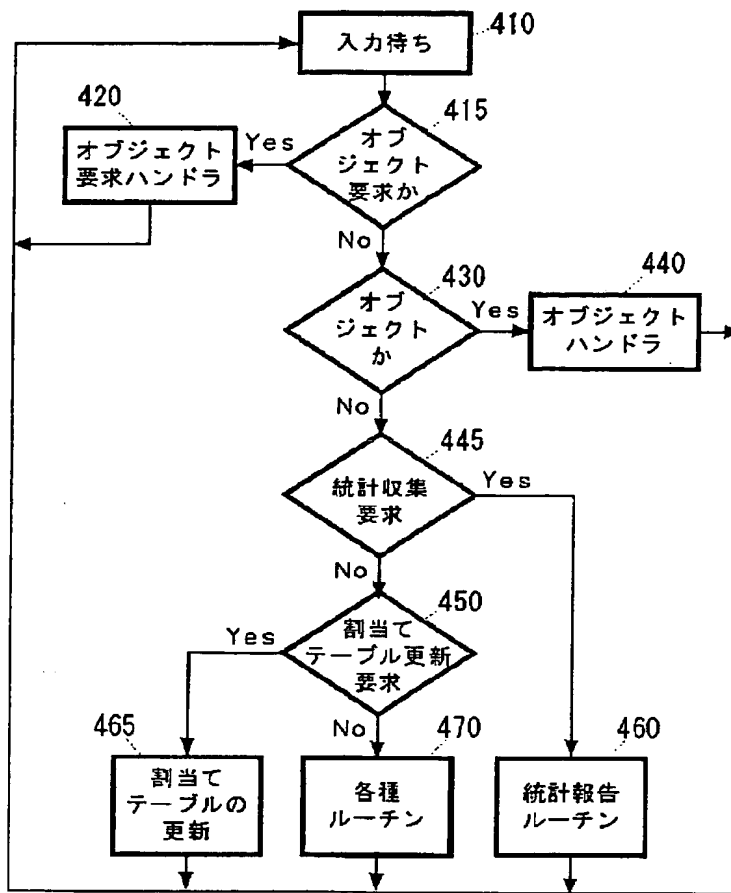 410
入力待ち
415
オブ
ジェクト
要求か
Yes
420
オブジェクト
要求ハンドラ
No
430
オブ
ジェクト
か
Yes
440
オブジェクト
ハンドラ
No
445
統計収集
要求
Yes
No
450
割当て
テーブル更新
要求
Yes
No
465
割当て
テーブルの
更新
470
各種
ルーチン
460
統計報告
ルーチン